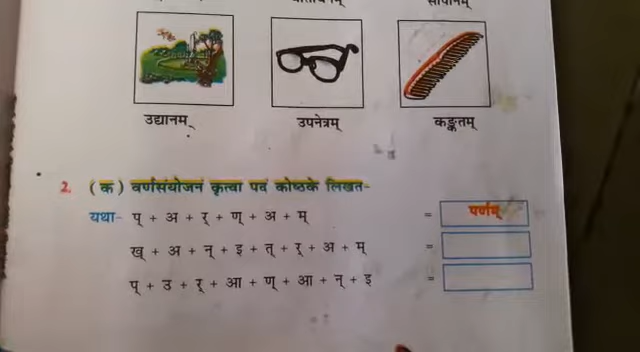 उद्यानम् उपनेत्रम् कङ्कतम्
2. (क) वर्णसंयोजनं कृत्वा पदं कोष्ठके लिखत-
यथा- प् + अ + र् + ण् + अ + म् = पर्णम्
ख् + अ + न् + इ + त् + र् + अ + म् =
प् + उ + र् + आ + ण् + आ + न् + इ =